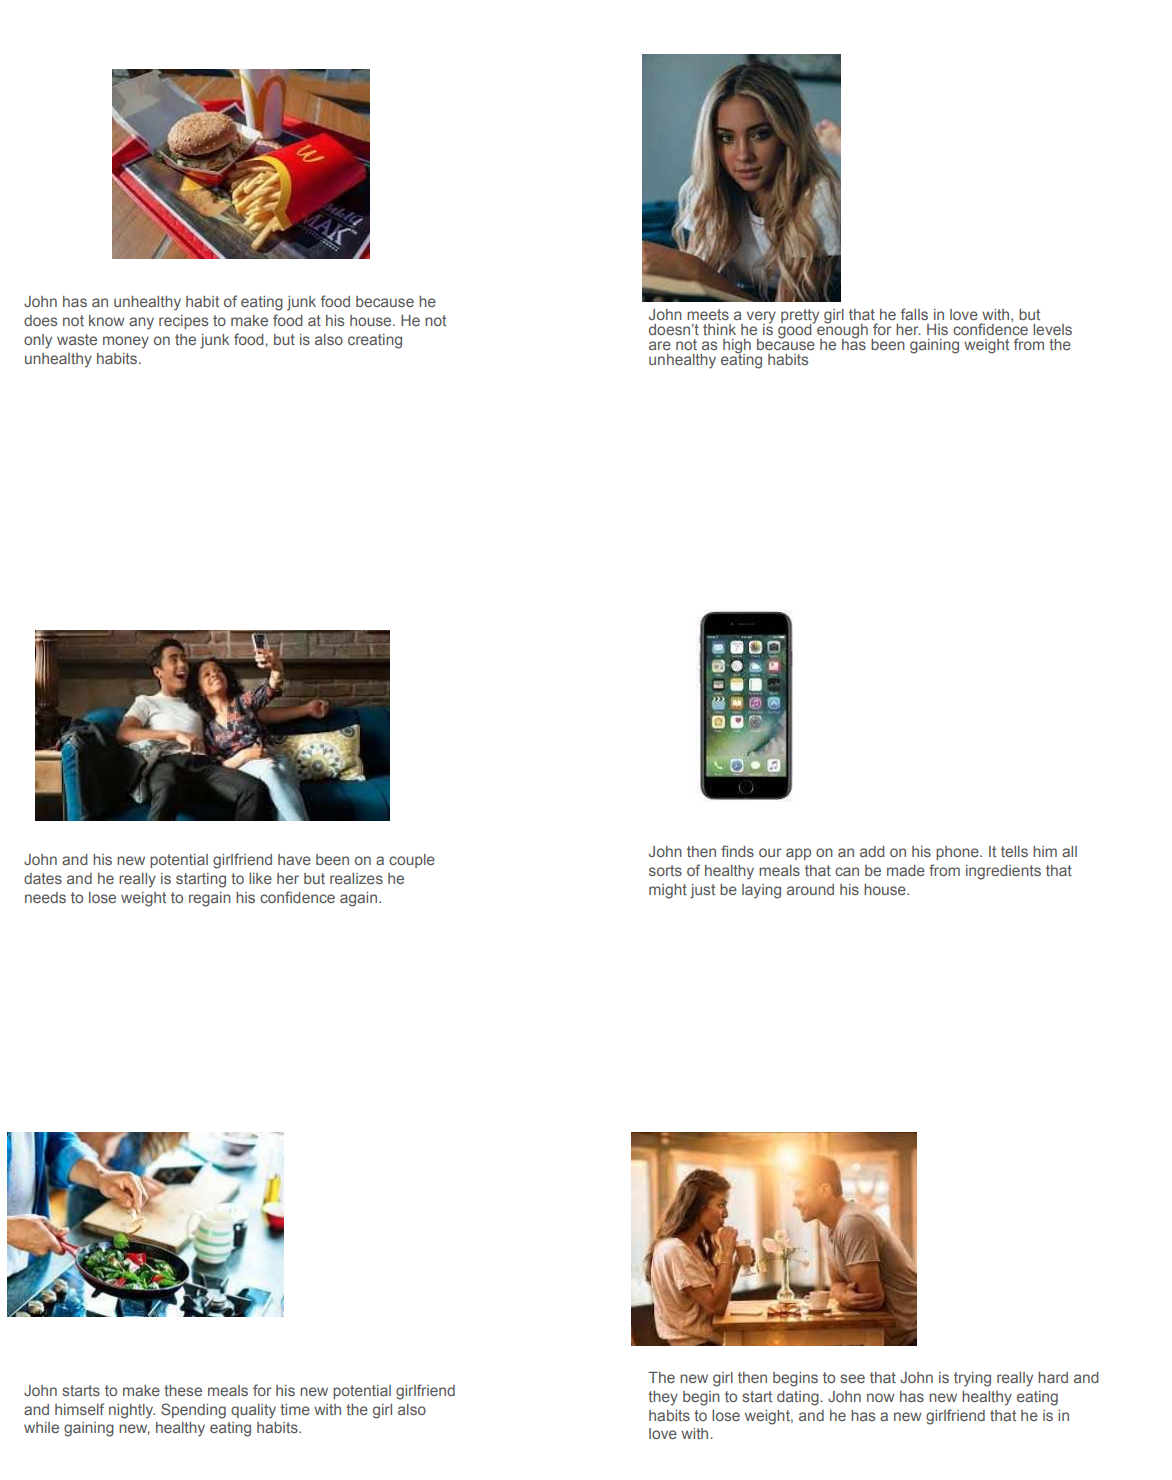 John has an unhealthy habit of eating junk food because he
does not know any recipes to make food at his house. He not
only waste money on the junk food, but is also creating
unhealthy habits.
John meets a very pretty girl that he falls in love with, but
doesn't think he is good enough for her. His confidence levels
are not as high because he has been gaining weight from the
unhealthy eating habits
John and his new potential girlfriend have been on a couple
dates and he really is starting to like her but realizes he
needs to lose weight to regain his confidence again.
John then finds our app on an add on his phone. It tells him all
sorts of healthy meals that can be made from ingredients that
might just be laying around his house.
John starts to make these meals for his new potential girlfriend
and himself nightly. Spending quality time with the girl also
while gaining new, healthy eating habits.
The new girl then begins to see that John is trying really hard and
they begin to start dating. John now has new healthy eating
habits to lose weight, and he has a new girlfriend that he is in
love with.